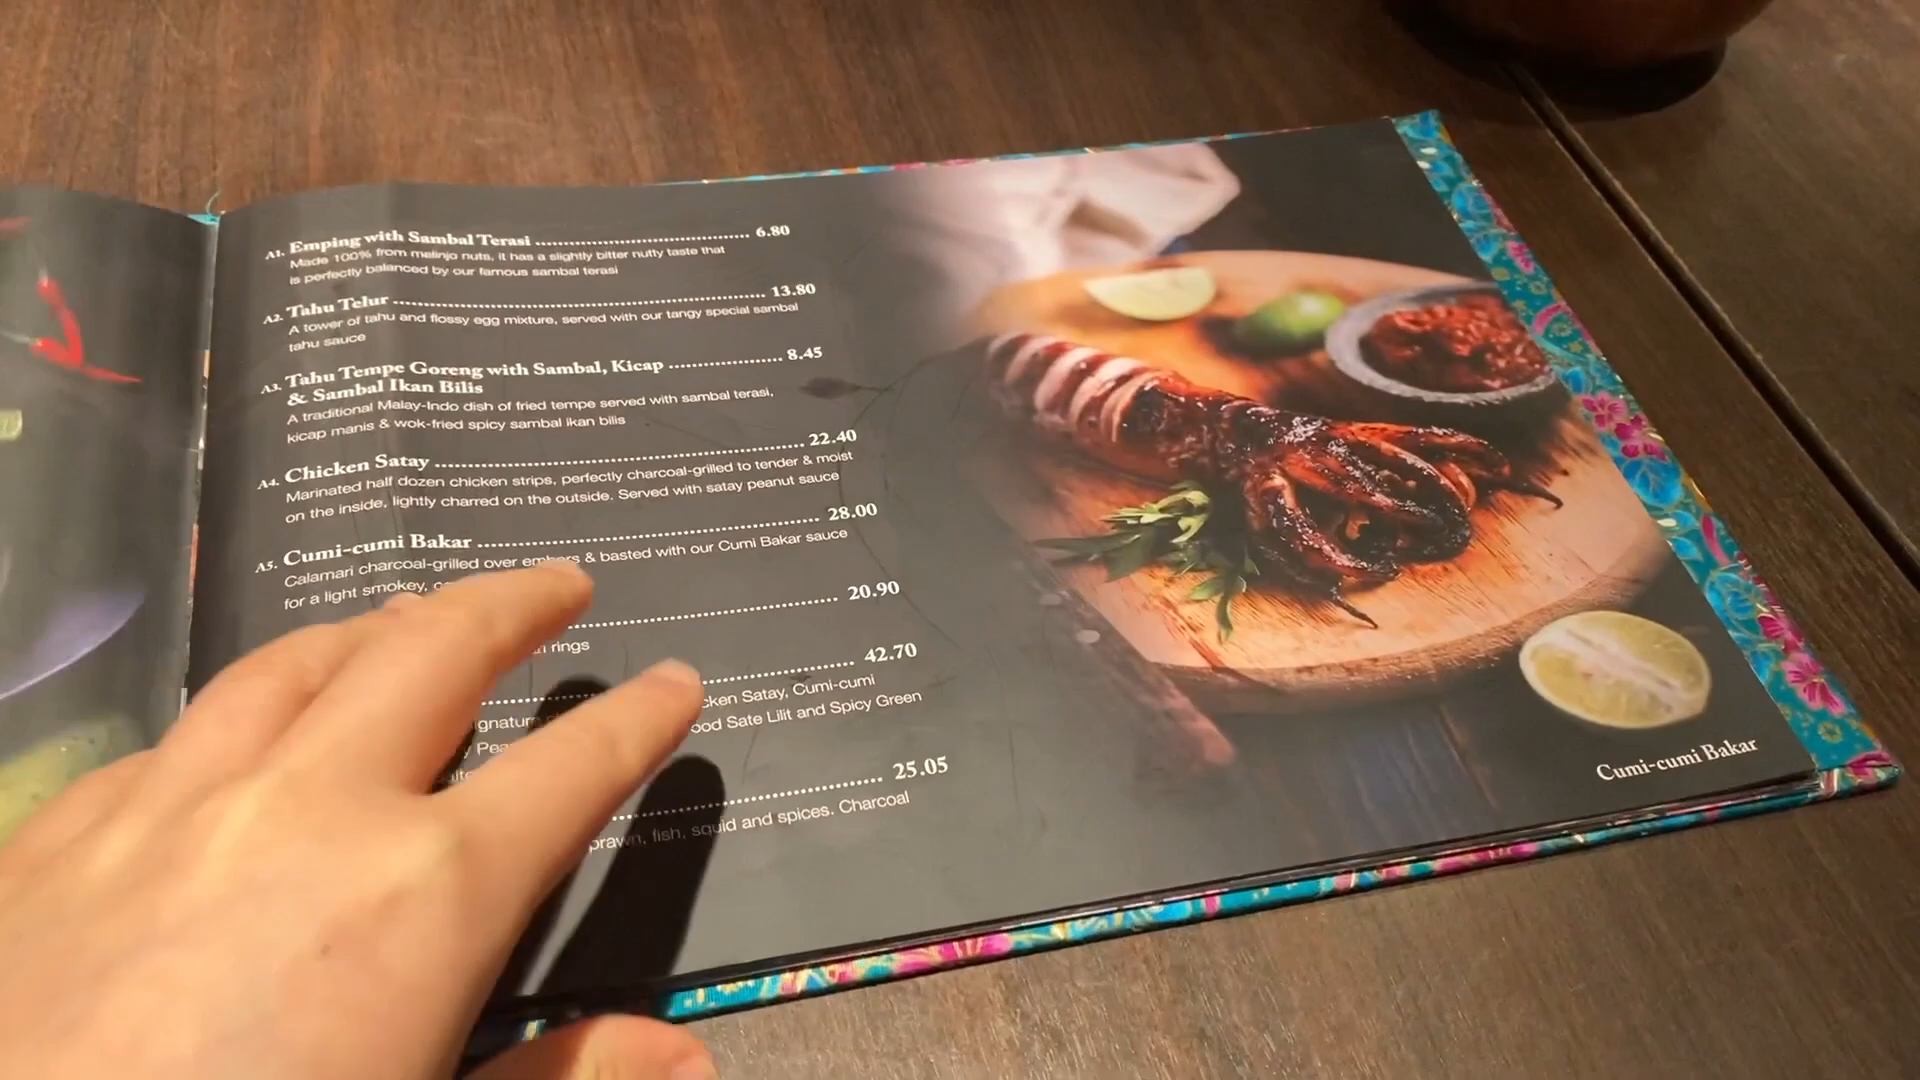 A1. Emping with Sambal Terasi ........ 6.80
Made 100% from melinjo nuts, it has a slightly bitter nutty taste that
is perfectly balanced by our famous sambal terasi
A2. Tahu Telur ........ 13.80
A tower of tahu and flossy egg mixture, served with our tangy special sambal
tahu sauce
A3. Tahu Tempe Goreng with Sambal, Kicap ........ 8.45
& Sambal Ikan Bilis
A traditional Malay-Indo dish of fried tempe served with sambal terasi,
kicap manis & wok-fried spicy sambal ikan bilis
A4. Chicken Satay ........ 22.40
Marinated half dozen chicken strips, perfectly charcoal-grilled to tender & moist
on the inside, lightly charred on the outside. Served with satay peanut sauce
A5. Cumi-cumi Bakar ........ 28.00
Calamari charcoal-grilled over embers & basted with our Cumi Bakar sauce
for a light smokey,
........ 20.90
rings
........ 42.70
Satay, Cumi-cumi
Sate Lilit and Spicy Green
........ 25.05
prawn, fish, squid and spices. Charcoal
Cumi-cumi Bakar